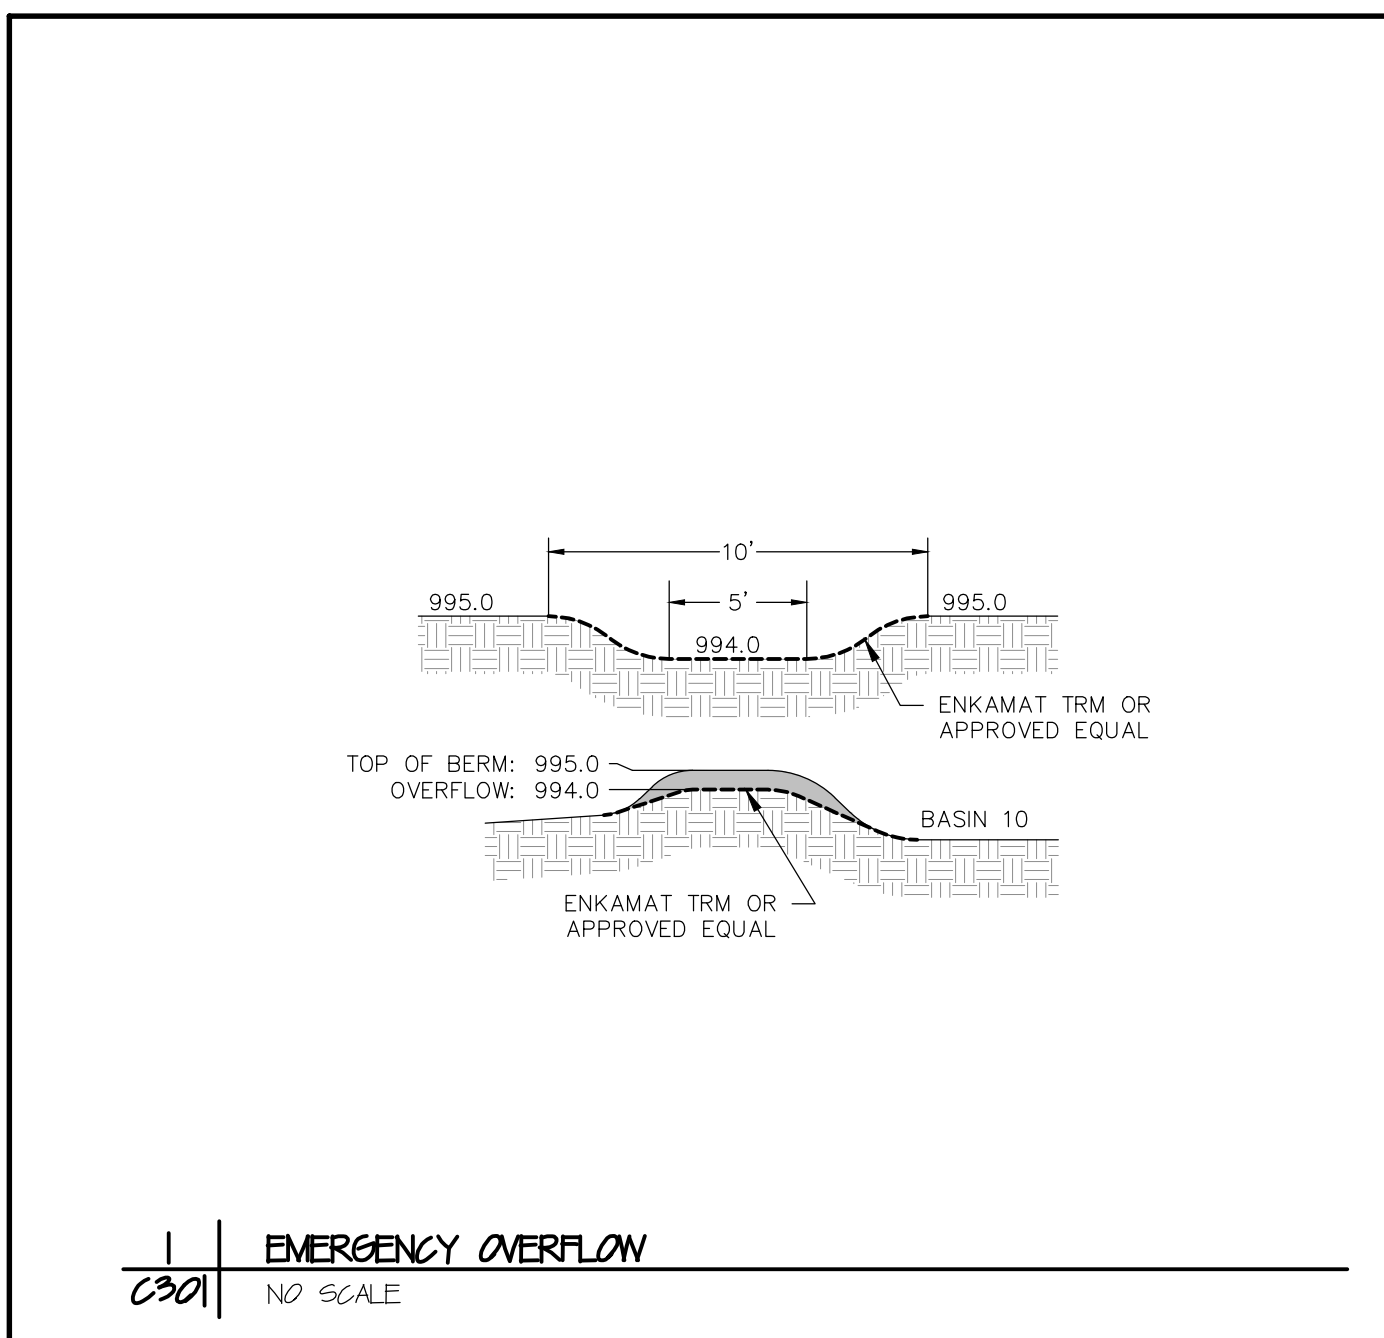 10'
5'
995.0
995.0
994.0
ENKAMAT TRM OR
APPROVED EQUAL
TOP OF BERM: 995.0
OVERFLOW: 994.0
BASIN 10
ENKAMAT TRM OR
APPROVED EQUAL
1
EMERGENCY OVERFLOW
C301
NO SCALE